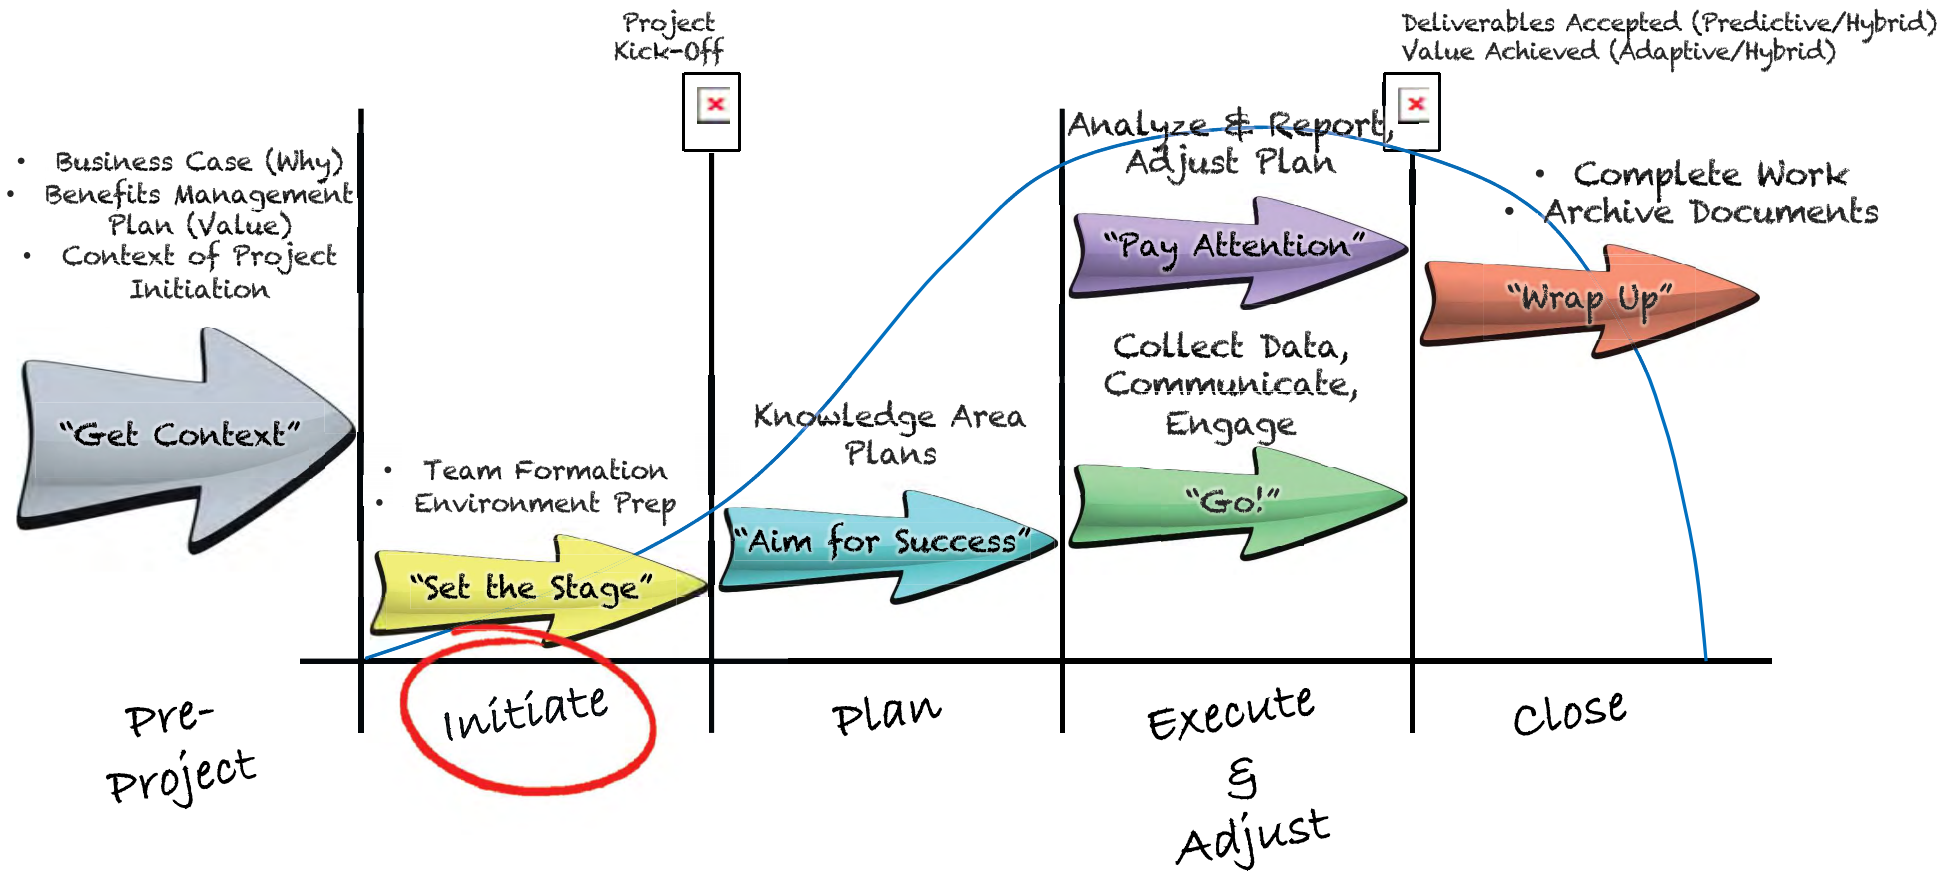 Project
Kick-Off
Deliverables Accepted (Predictive/Hybrid)
Value Achieved (Adaptive/Hybrid)
• Business Case (Why)
• Benefits Management
Plan (Value)
• Context of Project
Initiation
"Get Context"
• Team Formation
• Environment Prep
"Set the Stage"
Knowledge Area
Plans
"Aim for Success"
Analyze & Report,
Adjust Plan
"Pay Attention"
Collect Data,
Communicate,
Engage
"Go!"
• Complete Work
• Archive Documents
"Wrap Up"
Pre-
Project
Initiate
Plan
Execute
&
Adjust
Close